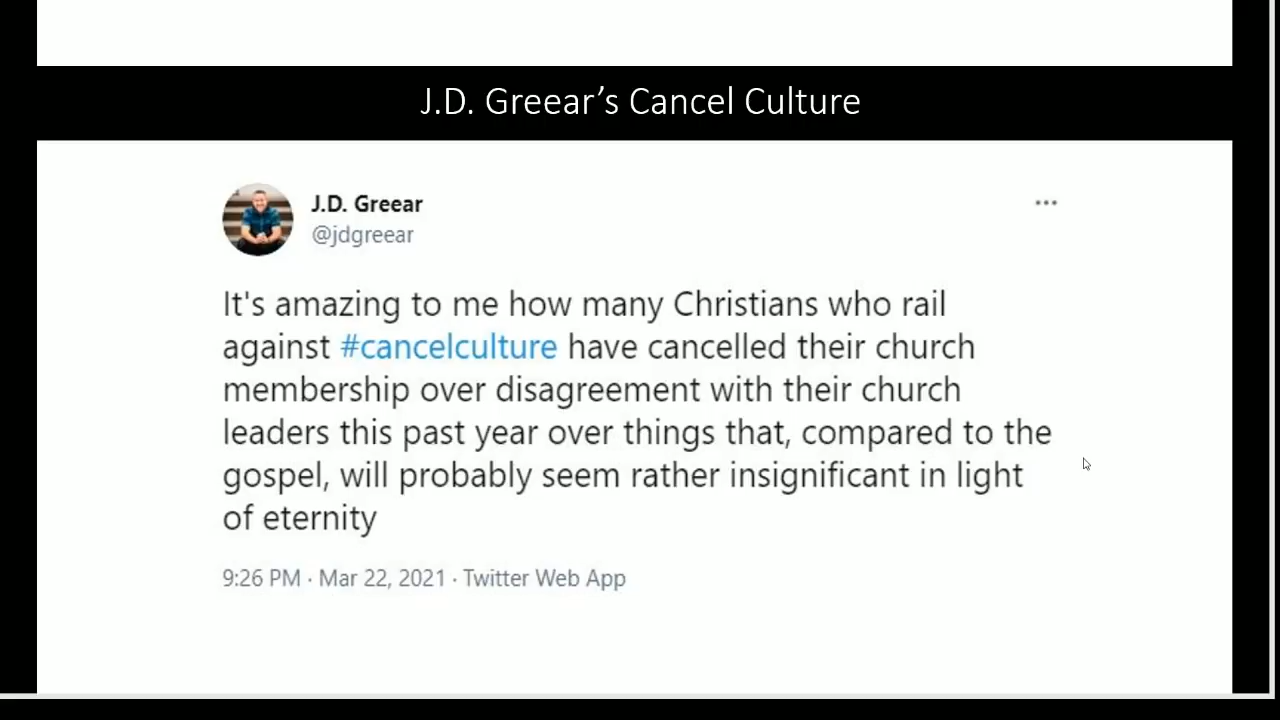 J.D. Greear’s Cancel Culture
J.D. Greear
@jdgreear
It's amazing to me how many Christians who rail
against #cancelculture have cancelled their church
membership over disagreement with their church
leaders this past year over things that, compared to the
gospel, will probably seem rather insignificant in light
of eternity
9:26 PM · Mar 22, 2021 · Twitter Web App